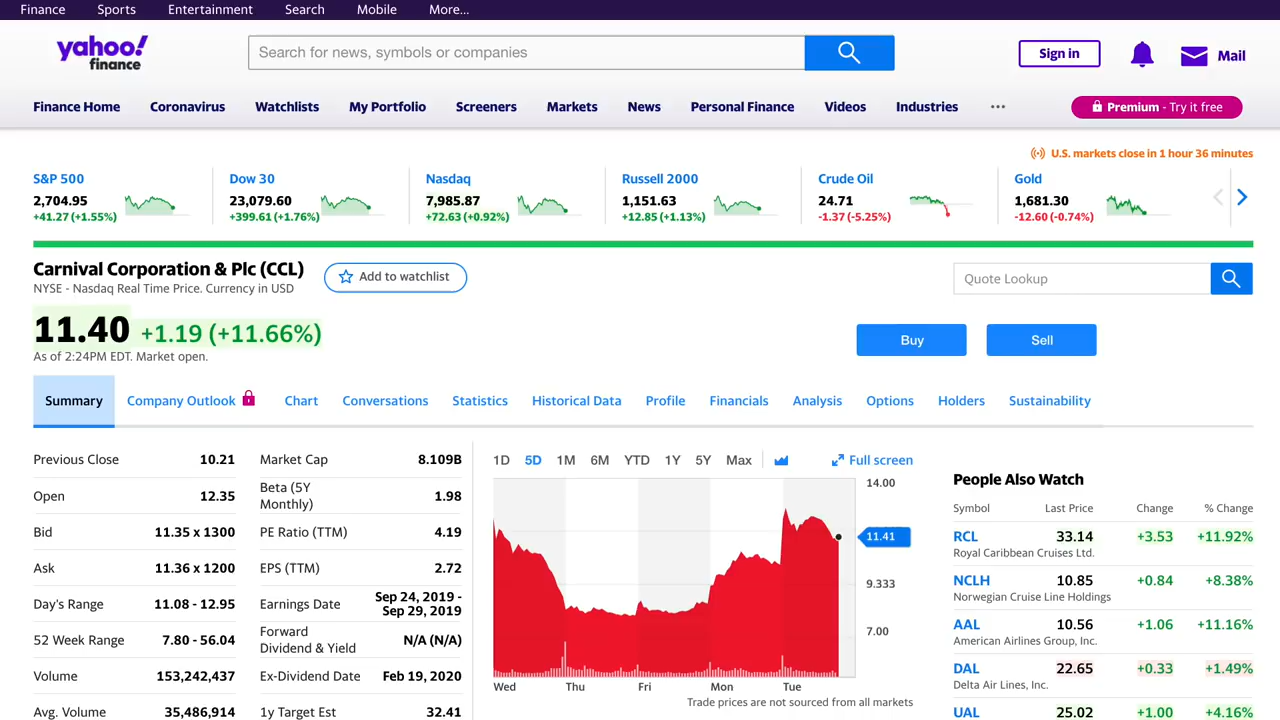 Finance Sports Entertainment Search Mobile More...
yahoo!
finance
Search for news, symbols or companies
Sign in
Mail
Finance Home Coronavirus Watchlists My Portfolio Screeners Markets News Personal Finance Videos Industries ...
Premium - Try it free
U.S. markets close in 1 hour 36 minutes
S&P 500
2,704.95
+41.27 (+1.55%)
Dow 30
23,079.60
+399.61 (+1.76%)
Nasdaq
7,985.87
+72.63 (+0.92%)
Russell 2000
1,151.63
+12.85 (+1.13%)
Crude Oil
24.71
-1.37 (-5.25%)
Gold
1,681.30
-12.60 (-0.74%)
Carnival Corporation & Plc (CCL)
NYSE - Nasdaq Real Time Price. Currency in USD
Add to watchlist
Quote Lookup
11.40 +1.19 (+11.66%)
As of 2:24PM EDT. Market open.
Buy
Sell
Summary Company Outlook Chart Conversations Statistics Historical Data Profile Financials Analysis Options Holders Sustainability
Previous Close 10.21
Open 12.35
Bid 11.35 x 1300
Ask 11.36 x 1200
Day's Range 11.08 - 12.95
52 Week Range 7.80 - 56.04
Volume 153,242,437
Avg. Volume 35,486,914
Market Cap 8.109B
Beta (5Y
Monthly) 1.98
PE Ratio (TTM) 4.19
EPS (TTM) 2.72
Earnings Date Sep 24, 2019 -
Sep 29, 2019
Forward
Dividend & Yield N/A (N/A)
Ex-Dividend Date Feb 19, 2020
1y Target Est 32.41
1D 5D 1M 6M YTD 1Y 5Y Max
Full screen
14.00
11.41
9.333
7.00
Wed Thu Fri Mon Tue
Trade prices are not sourced from all markets
People Also Watch
Symbol Last Price Change % Change
RCL 33.14 +3.53 +11.92%
Royal Caribbean Cruises Ltd.
NCLH 10.85 +0.84 +8.38%
Norwegian Cruise Line Holdings
AAL 10.56 +1.06 +11.16%
American Airlines Group, Inc.
DAL 22.65 +0.33 +1.49%
Delta Air Lines, Inc.
UAL 25.02 +1.00 +4.16%